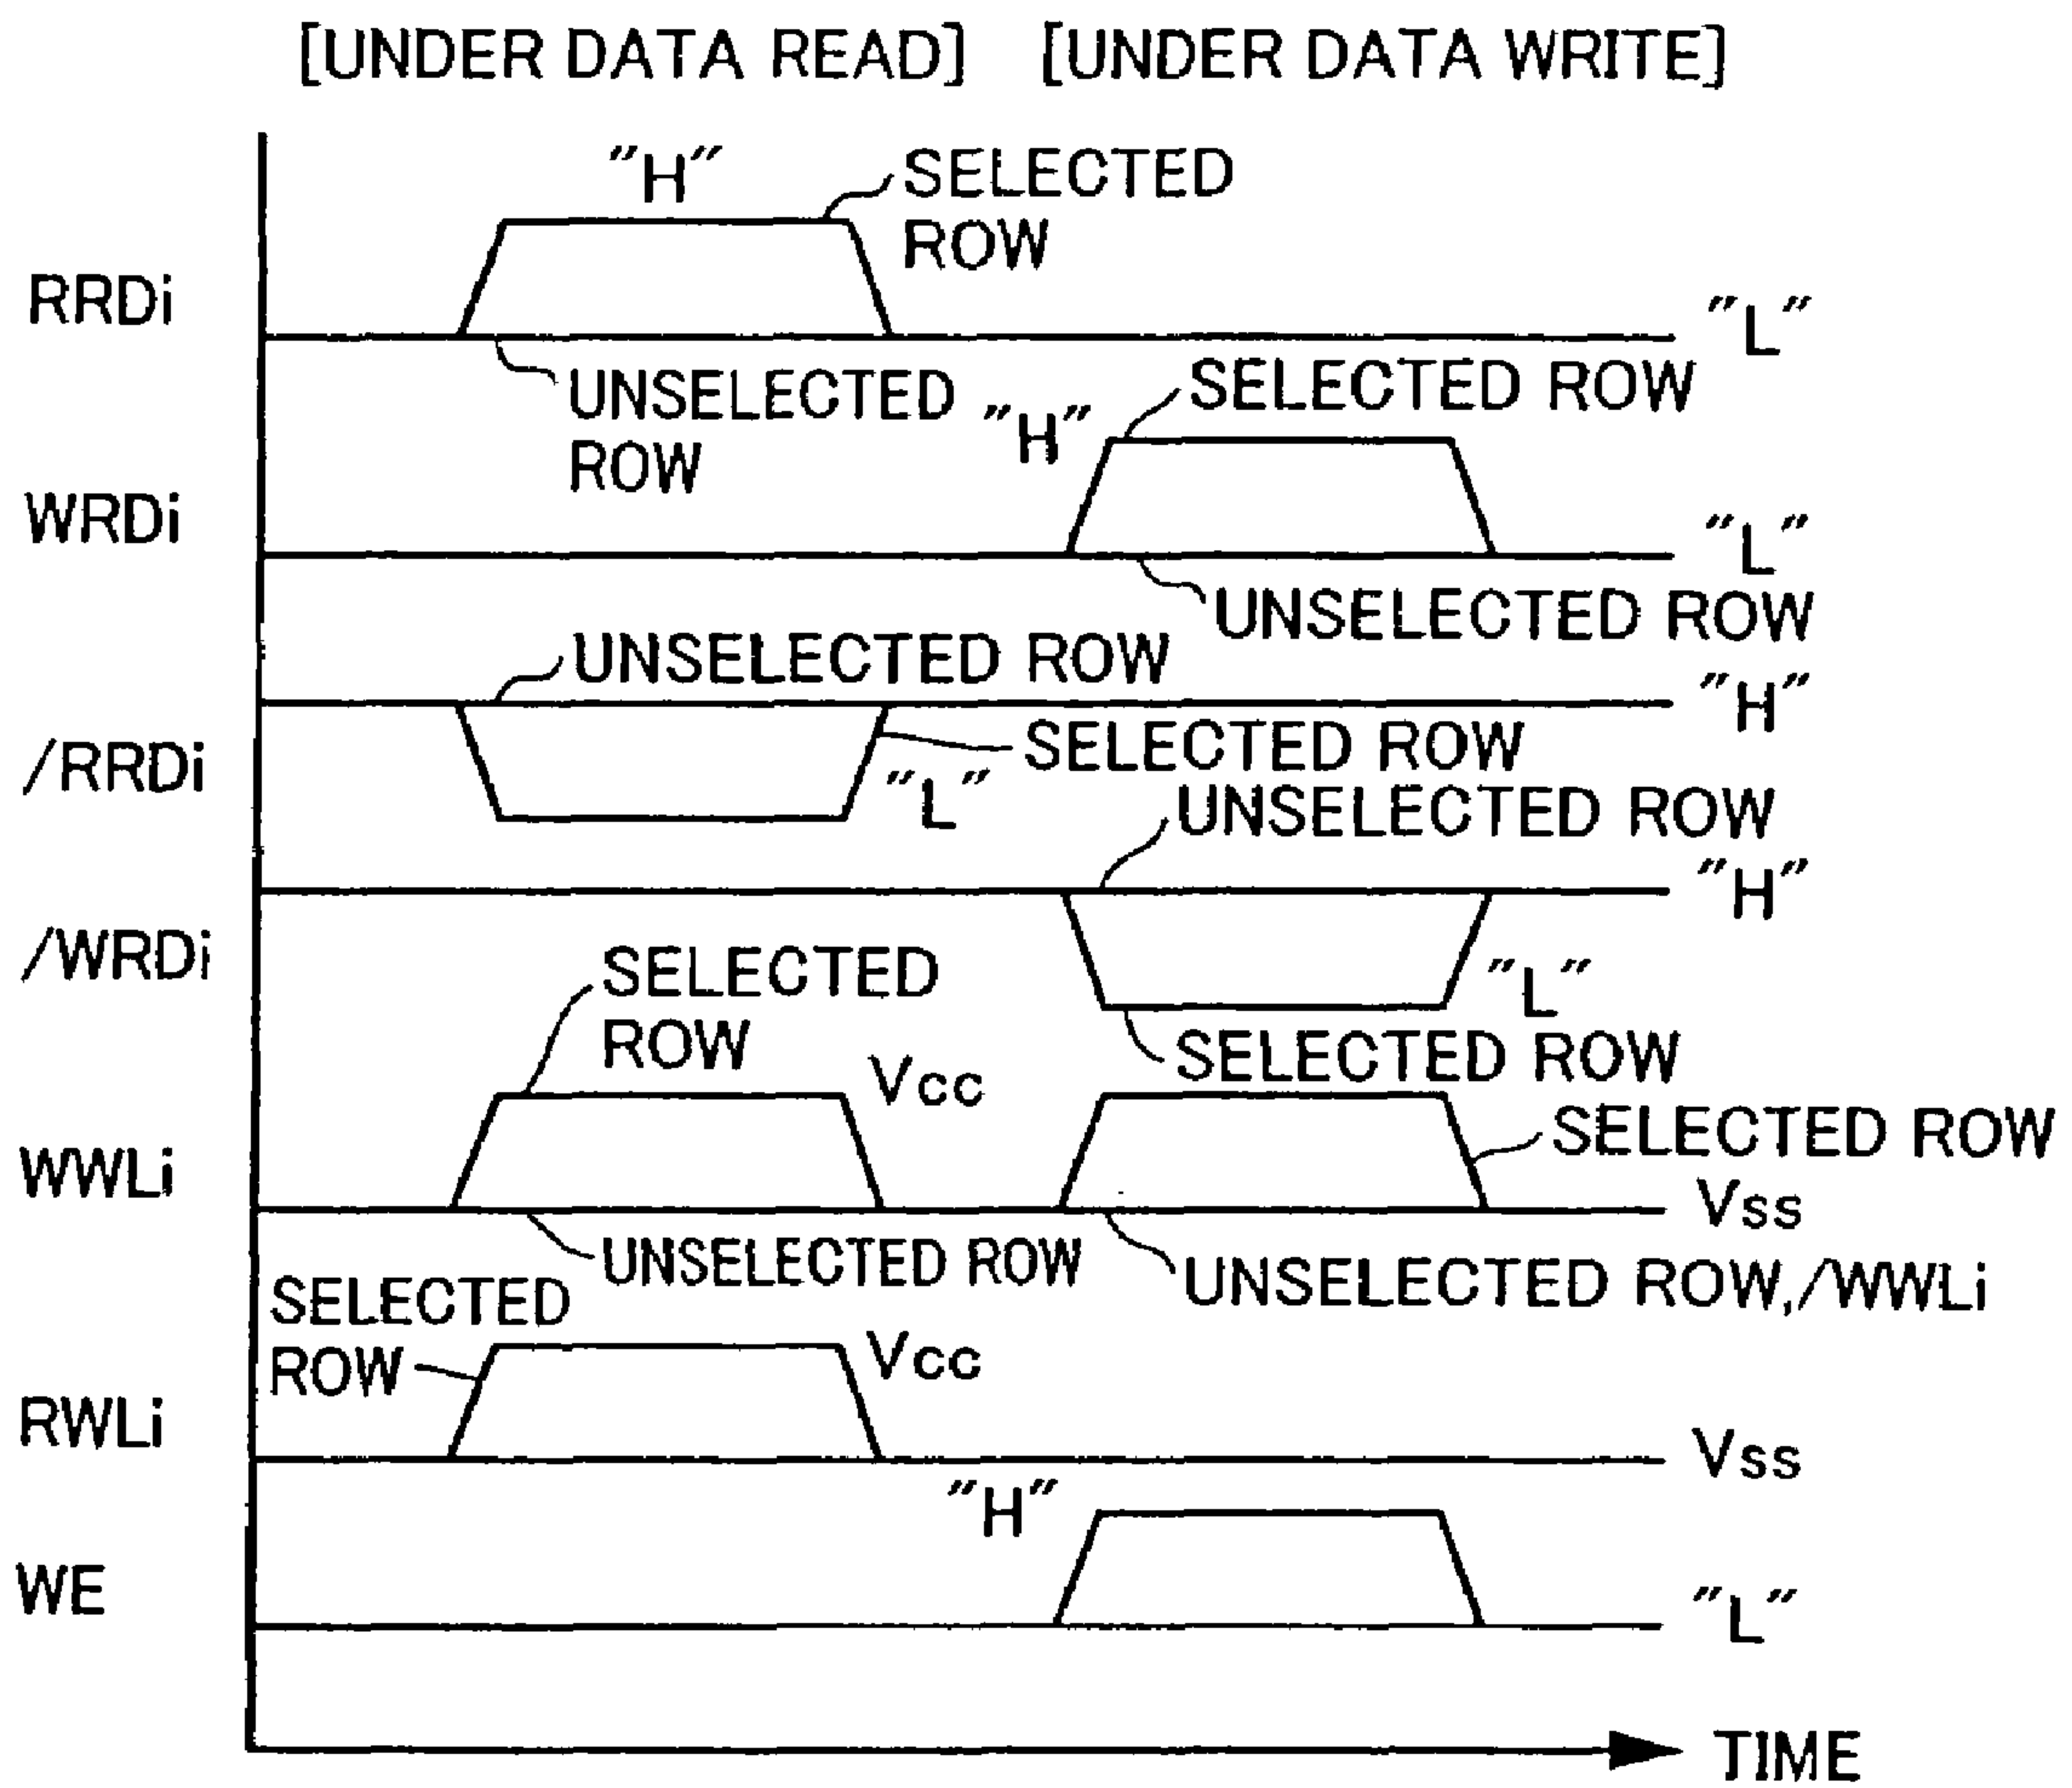 [UNDER DATA READ] [UNDER DATA WRITE]
"H"
SELECTED
ROW
RRDi
"L"
UNSELECTED
ROW
"H"
SELECTED ROW
WRDi
"L"
UNSELECTED ROW
UNSELECTED ROW
"H"
SELECTED ROW
/RRDi
"L"
UNSELECTED ROW
"H"
/WRDi
SELECTED
ROW
"L"
SELECTED ROW
Vcc
SELECTED ROW
WWLi
Vss
UNSELECTED ROW
UNSELECTED ROW,/WWLi
SELECTED
ROW
Vcc
RWLi
Vss
"H"
WE
"L"
TIME